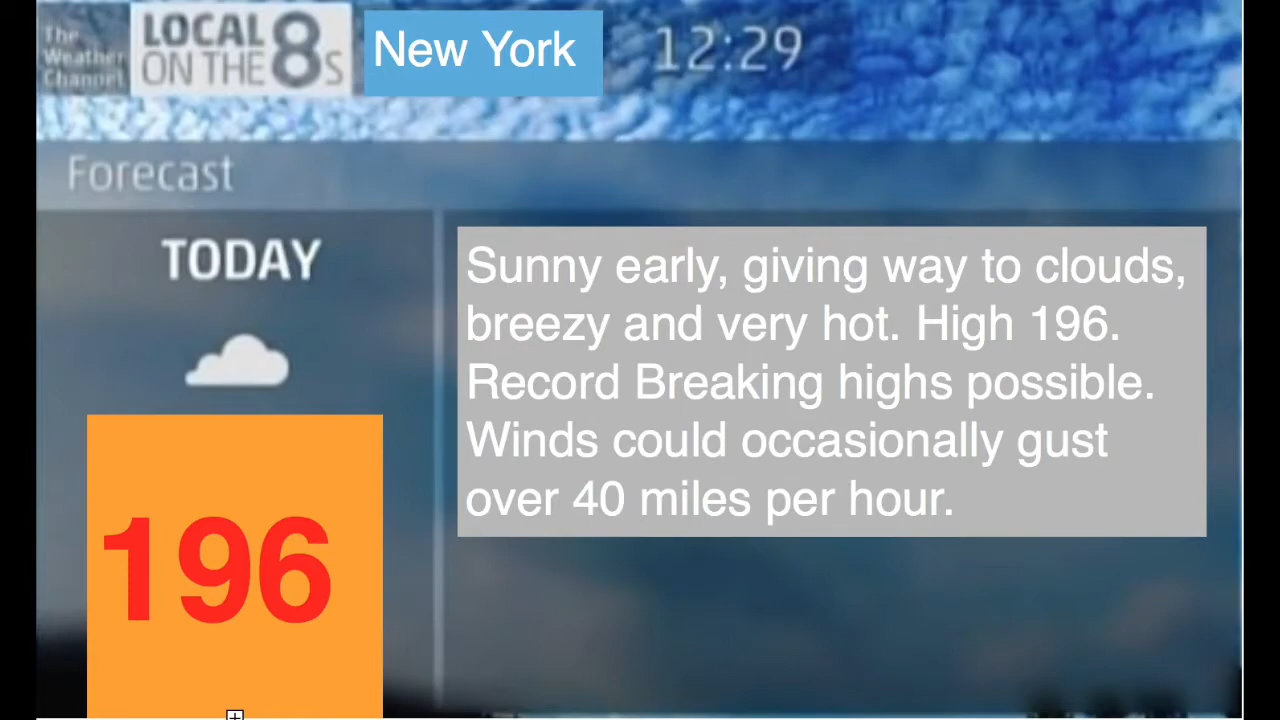 The
Weather
Channel
LOCAL
ON THE 8s
New York
12:29
Forecast
TODAY
196
Sunny early, giving way to clouds,
breezy and very hot. High 196.
Record Breaking highs possible.
Winds could occasionally gust
over 40 miles per hour.